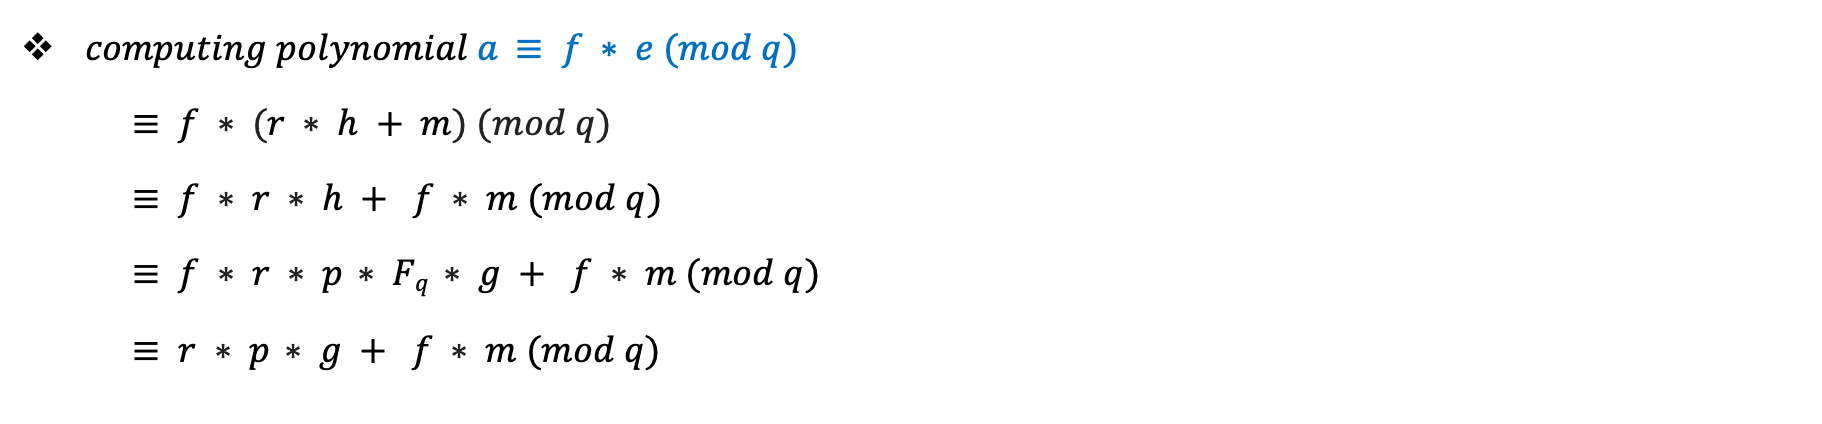 ❖ computing polynomial a ≡ f * e (mod q)
≡ f * (r * h + m) (mod q)
≡ f * r * h + f * m (mod q)
≡ f * r * p * F_q * g + f * m (mod q)
≡ r * p * g + f * m (mod q)